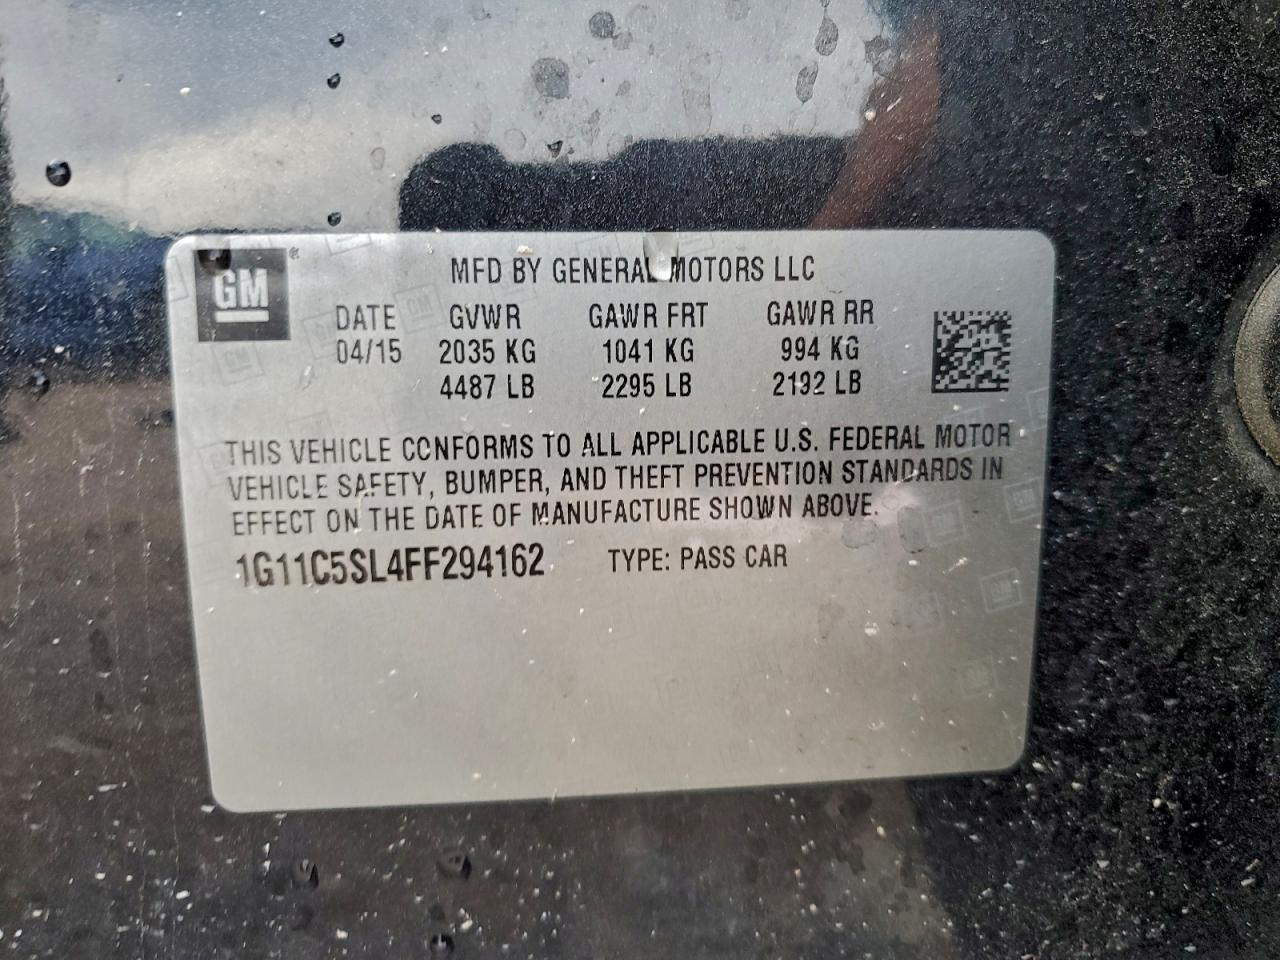 GM®
MFD BY GENERAL MOTORS LLC
DATE GVWR GAWR FRT GAWR RR
04/15 2035 KG 1041 KG 994 KG
4487 LB 2295 LB 2192 LB
THIS VEHICLE CONFORMS TO ALL APPLICABLE U.S. FEDERAL MOTOR
VEHICLE SAFETY, BUMPER, AND THEFT PREVENTION STANDARDS IN
EFFECT ON THE DATE OF MANUFACTURE SHOWN ABOVE.
1G11C5SL4FF294162 TYPE: PASS CAR